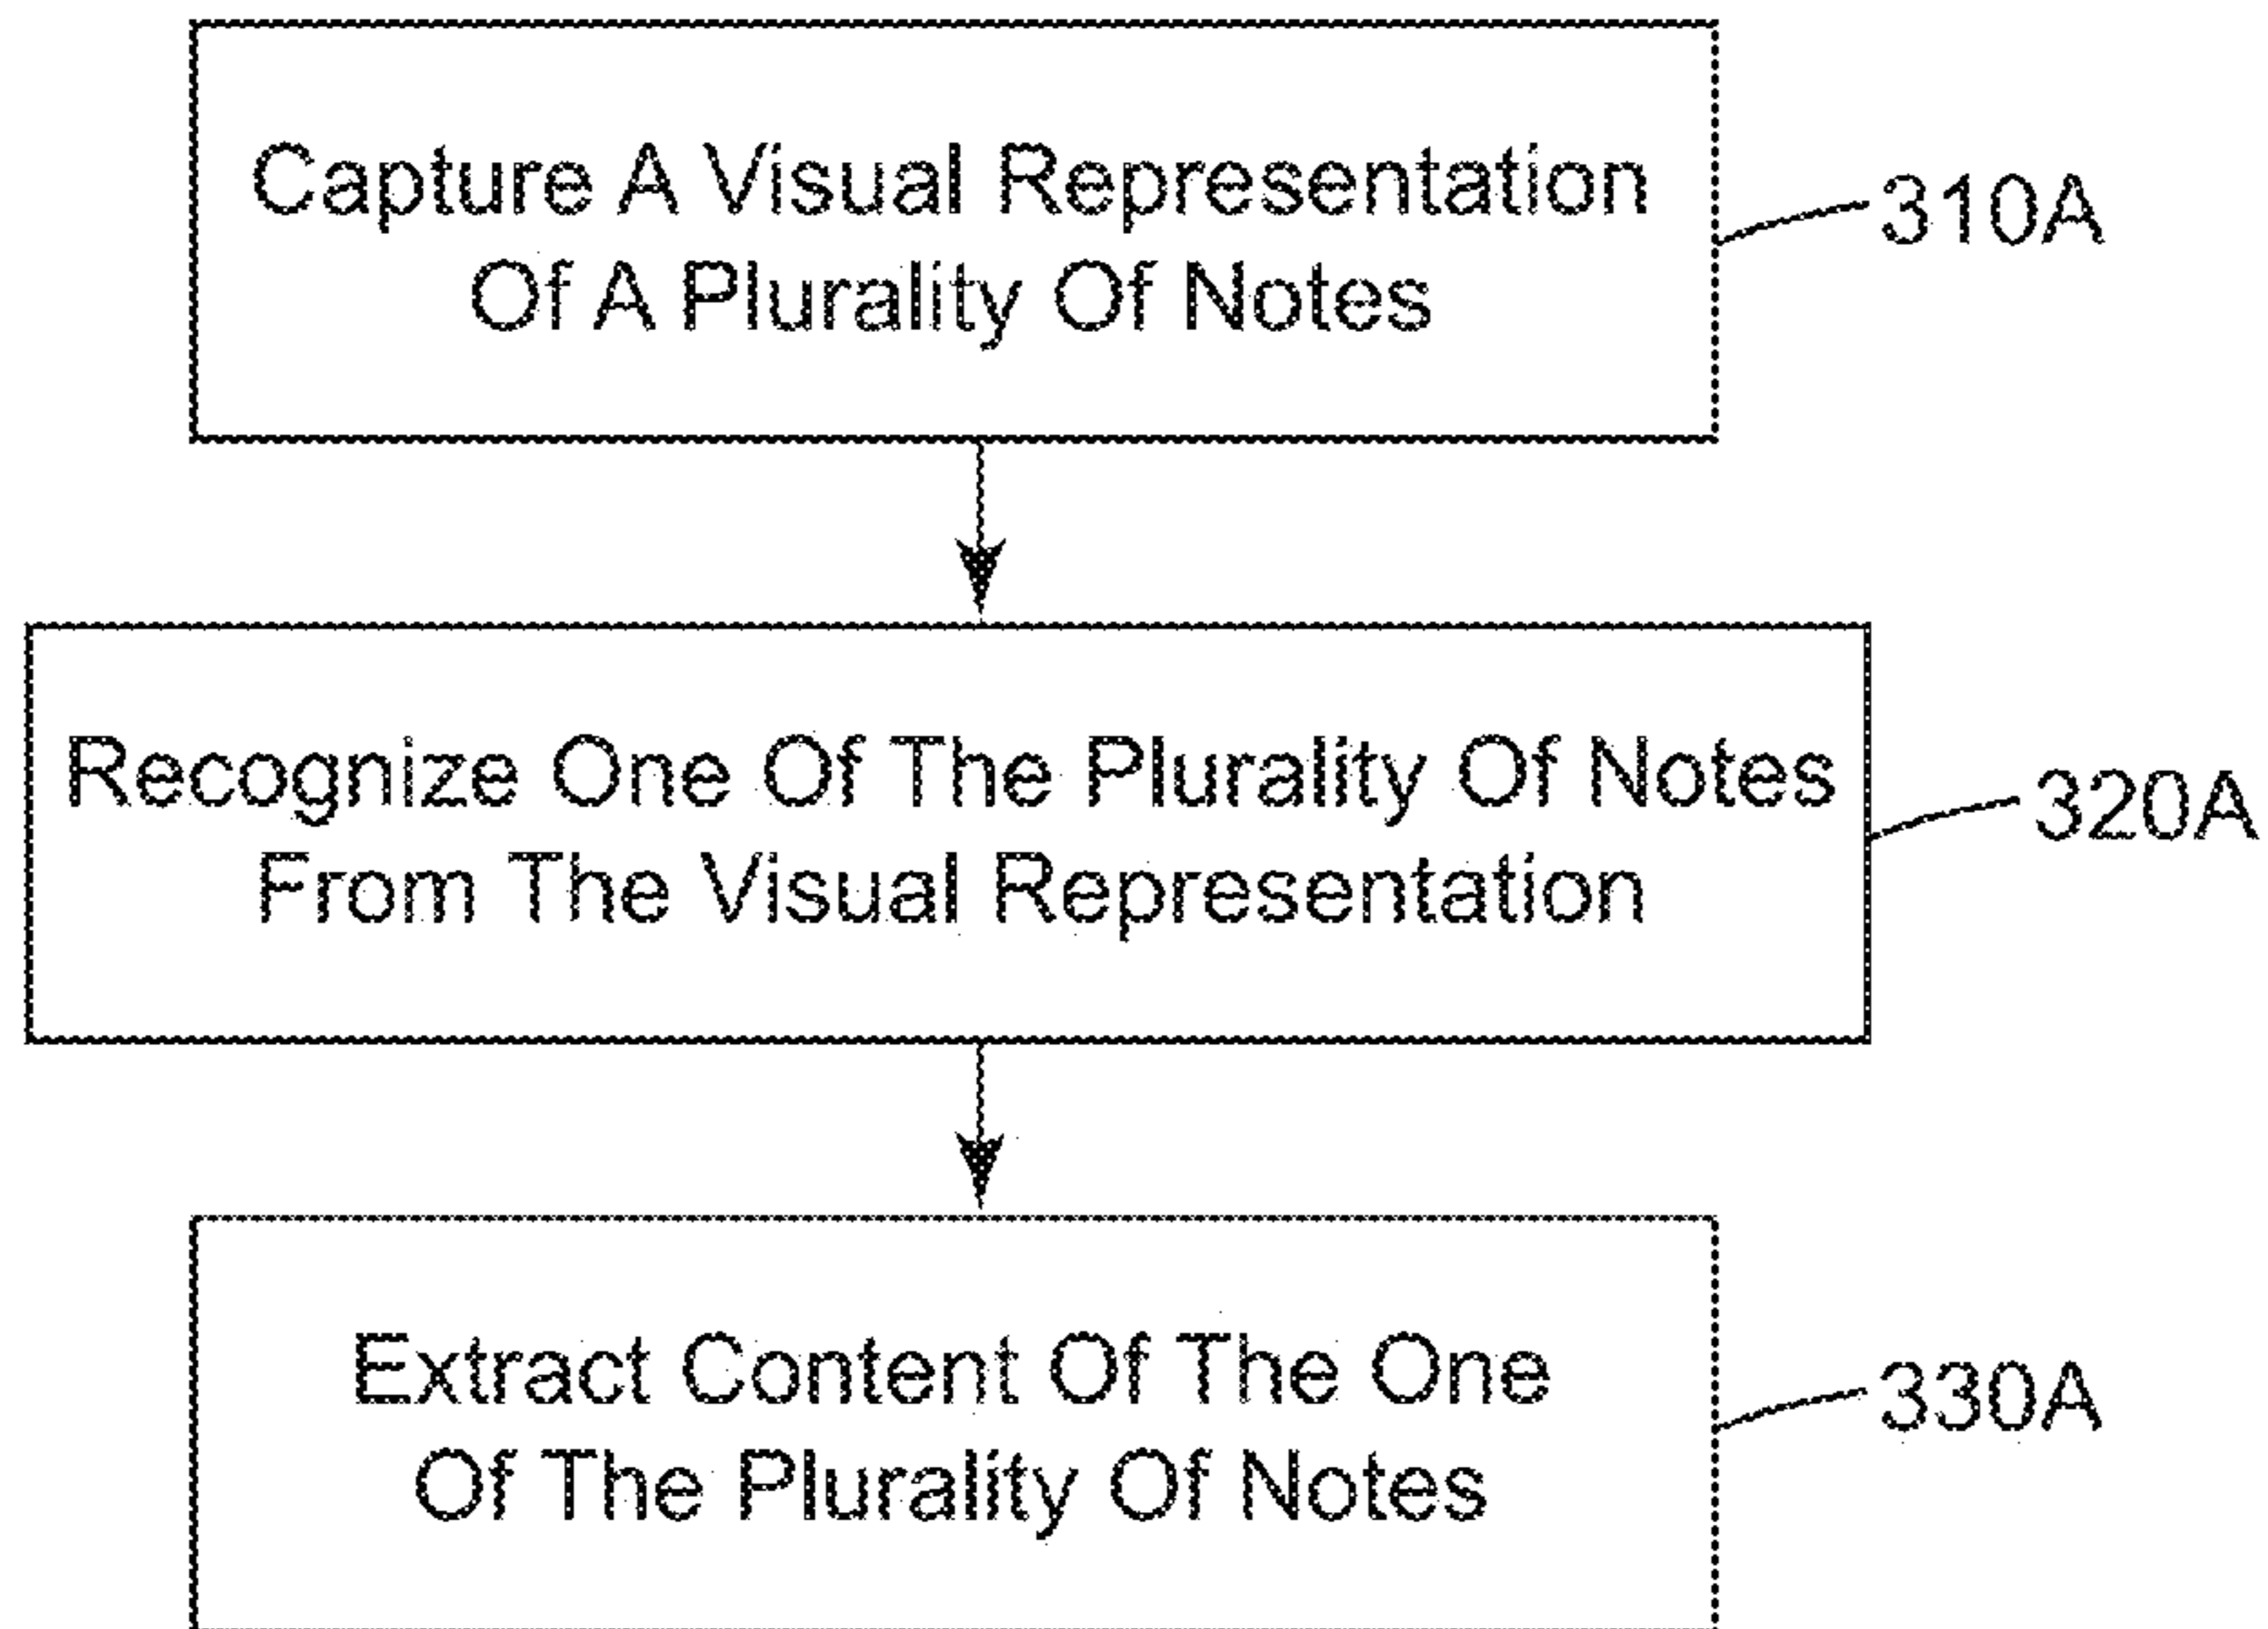 Capture A Visual Representation
Of A Plurality Of Notes
310A
Recognize One Of The Plurality Of Notes
From The Visual Representation
320A
Extract Content Of The One
Of The Plurality Of Notes
330A